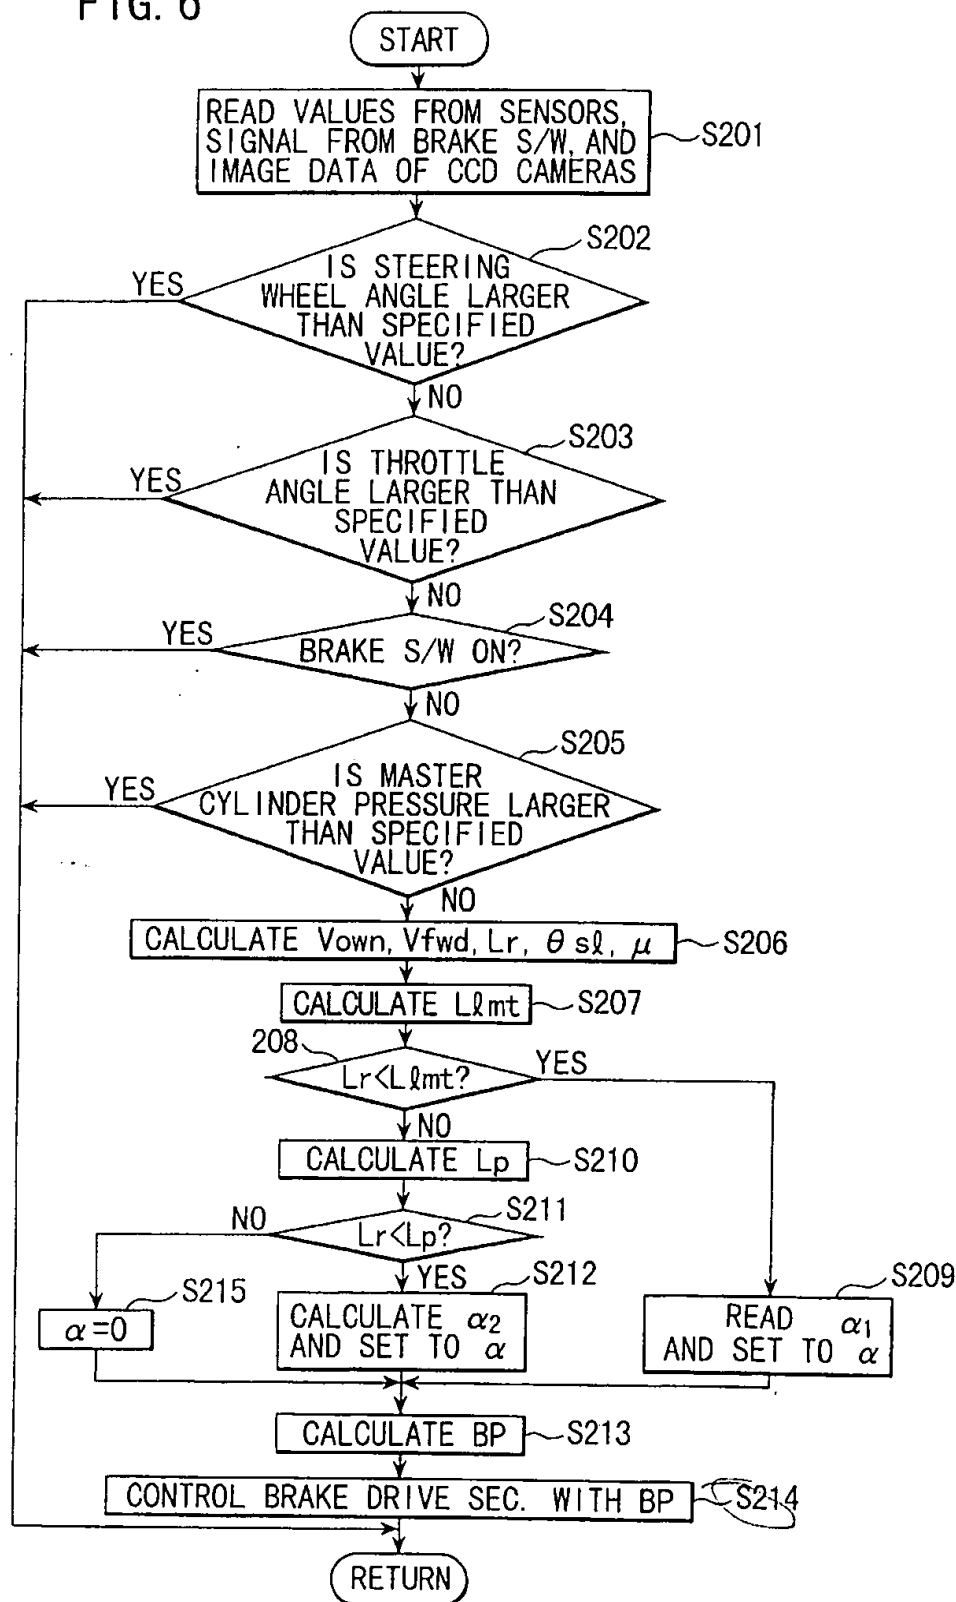 FIG. 6
START
READ VALUES FROM SENSORS,
SIGNAL FROM BRAKE S/W, AND
IMAGE DATA OF CCD CAMERAS
S201
S202
IS STEERING
WHEEL ANGLE LARGER
THAN SPECIFIED
VALUE?
YES
NO
S203
IS THROTTLE
ANGLE LARGER THAN
SPECIFIED
VALUE?
YES
NO
S204
BRAKE S/W ON?
YES
NO
S205
IS MASTER
CYLINDER PRESSURE LARGER
THAN SPECIFIED
VALUE?
YES
NO
CALCULATE Vown, Vfwd, Lr, θsℓ, μ
S206
CALCULATE Lℓmt
S207
208
Lr<Lℓmt?
YES
NO
CALCULATE Lp
S210
S211
Lr<Lp?
NO
YES
S215
α=0
S212
CALCULATE α2
AND SET TO α
S209
READ α1
AND SET TO α
CALCULATE BP
S213
CONTROL BRAKE DRIVE SEC. WITH BP
S214
RETURN